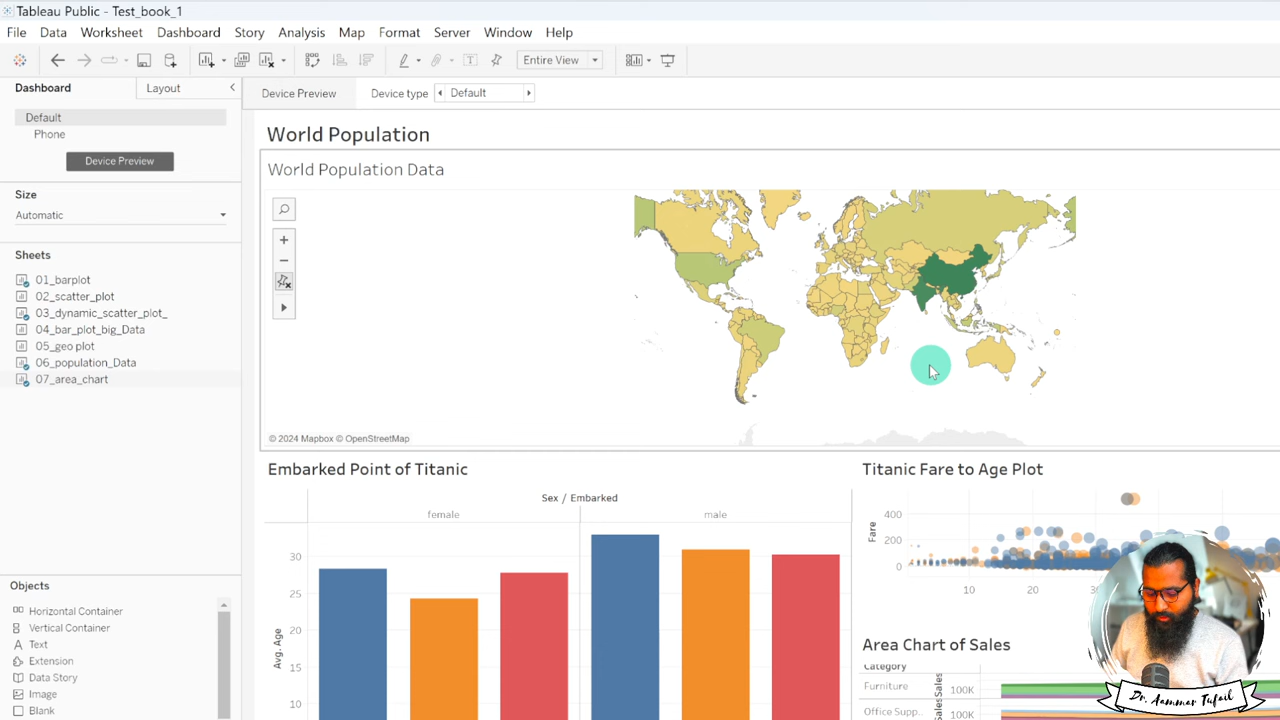 Tableau Public - Test_book_1
File Data Worksheet Dashboard Story Analysis Map Format Server Window Help
Entire View
Dashboard Layout
Device Preview Device type Default
Default
Phone
Device Preview
Size
Automatic
Sheets
01_barplot
02_scatter_plot
03_dynamic_scatter_plot_
04_bar_plot_big_Data
05_geo plot
06_population_Data
07_area_chart
Objects
Horizontal Container
Vertical Container
Text
Extension
Data Story
Image
Blank
World Population
World Population Data
© 2024 Mapbox © OpenStreetMap
Embarked Point of Titanic
Sex / Embarked
female male
Avg. Age
30
25
20
15
10
Titanic Fare to Age Plot
Fare
400
200
0
10 20
Area Chart of Sales
Category
Furniture
Office Supp..
Sales
100K
Sales
100K
Dr. Aammar Tufail